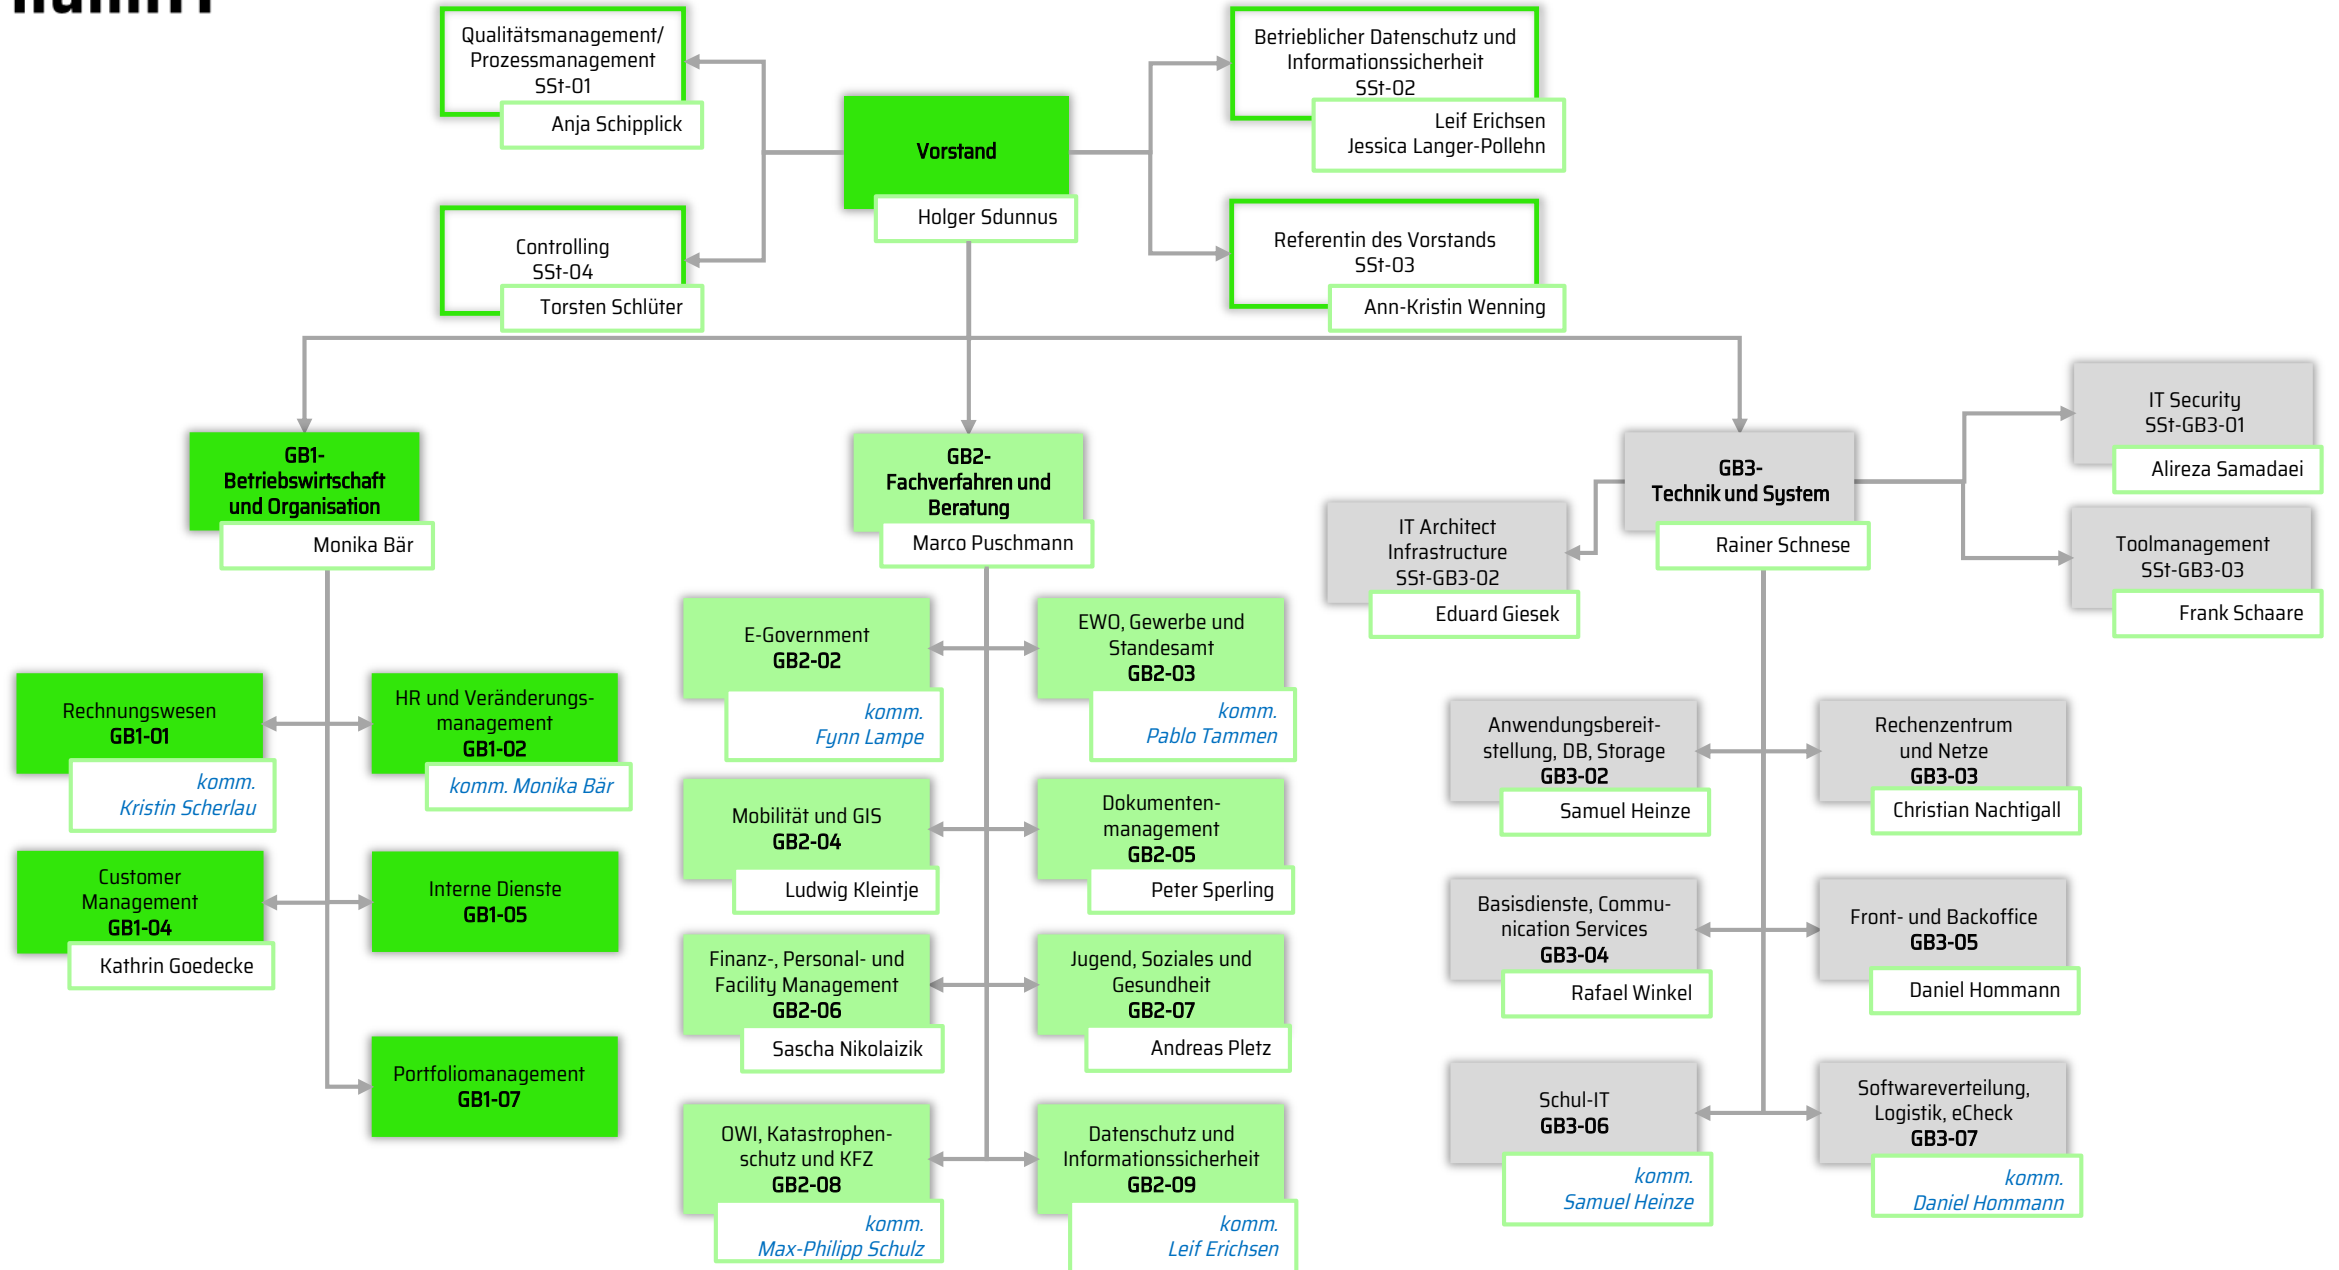 Qualitätsmanagement/
Prozessmanagement
SSt-01
Anja Schipplick
Betrieblicher Datenschutz und
Informationssicherheit
SSt-02
Leif Erichsen
Jessica Langer-Pollehn
Vorstand
Holger Sdunnus
Controlling
SSt-04
Torsten Schlüter
Referentin des Vorstands
SSt-03
Ann-Kristin Wenning
GB1-
Betriebswirtschaft
und Organisation
Monika Bär
GB2-
Fachverfahren und
Beratung
Marco Puschmann
GB3-
Technik und System
Rainer Schnese
IT Security
SSt-GB3-01
Alireza Samadaei
IT Architect
Infrastructure
SSt-GB3-02
Eduard Giesek
Toolmanagement
SSt-GB3-03
Frank Schaare
Rechnungswesen
GB1-01
komm.
Kristin Scherlau
HR und Veränderungs-
management
GB1-02
komm. Monika Bär
Customer
Management
GB1-04
Kathrin Goedecke
Interne Dienste
GB1-05
Portfoliomanagement
GB1-07
E-Government
GB2-02
komm.
Fynn Lampe
EWO, Gewerbe und
Standesamt
GB2-03
komm.
Pablo Tammen
Mobilität und GIS
GB2-04
Ludwig Kleintje
Dokumenten-
management
GB2-05
Peter Sperling
Finanz-, Personal- und
Facility Management
GB2-06
Sascha Nikolaizik
Jugend, Soziales und
Gesundheit
GB2-07
Andreas Pletz
OWI, Katastrophen-
schutz und KFZ
GB2-08
komm.
Max-Philipp Schulz
Datenschutz und
Informationssicherheit
GB2-09
komm.
Leif Erichsen
Anwendungsbereit-
stellung, DB, Storage
GB3-02
Samuel Heinze
Rechenzentrum
und Netze
GB3-03
Christian Nachtigall
Basisdienste, Commu-
nication Services
GB3-04
Rafael Winkel
Front- und Backoffice
GB3-05
Daniel Hommann
Schul-IT
GB3-06
komm.
Samuel Heinze
Softwareverteilung,
Logistik, eCheck
GB3-07
komm.
Daniel Hommann